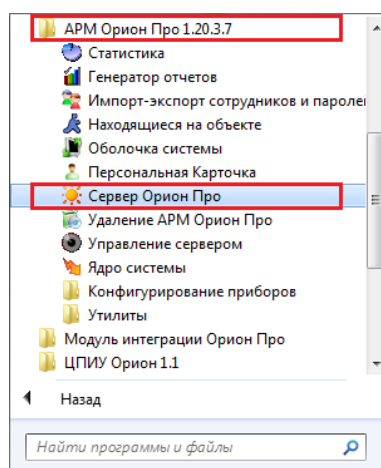 АРМ Орион Про 1.20.3.7
Статистика
Генератор отчетов
Импорт-экспорт сотрудников и паролей
Находящиеся на объекте
Оболочка системы
Персональная Карточка
Сервер Орион Про
Удаление АРМ Орион Про
Управление сервером
Ядро системы
Конфигурирование приборов
Утилиты
Модуль интеграции Орион Про
ЦПИУ Орион 1.1
Назад
Найти программы и файлы